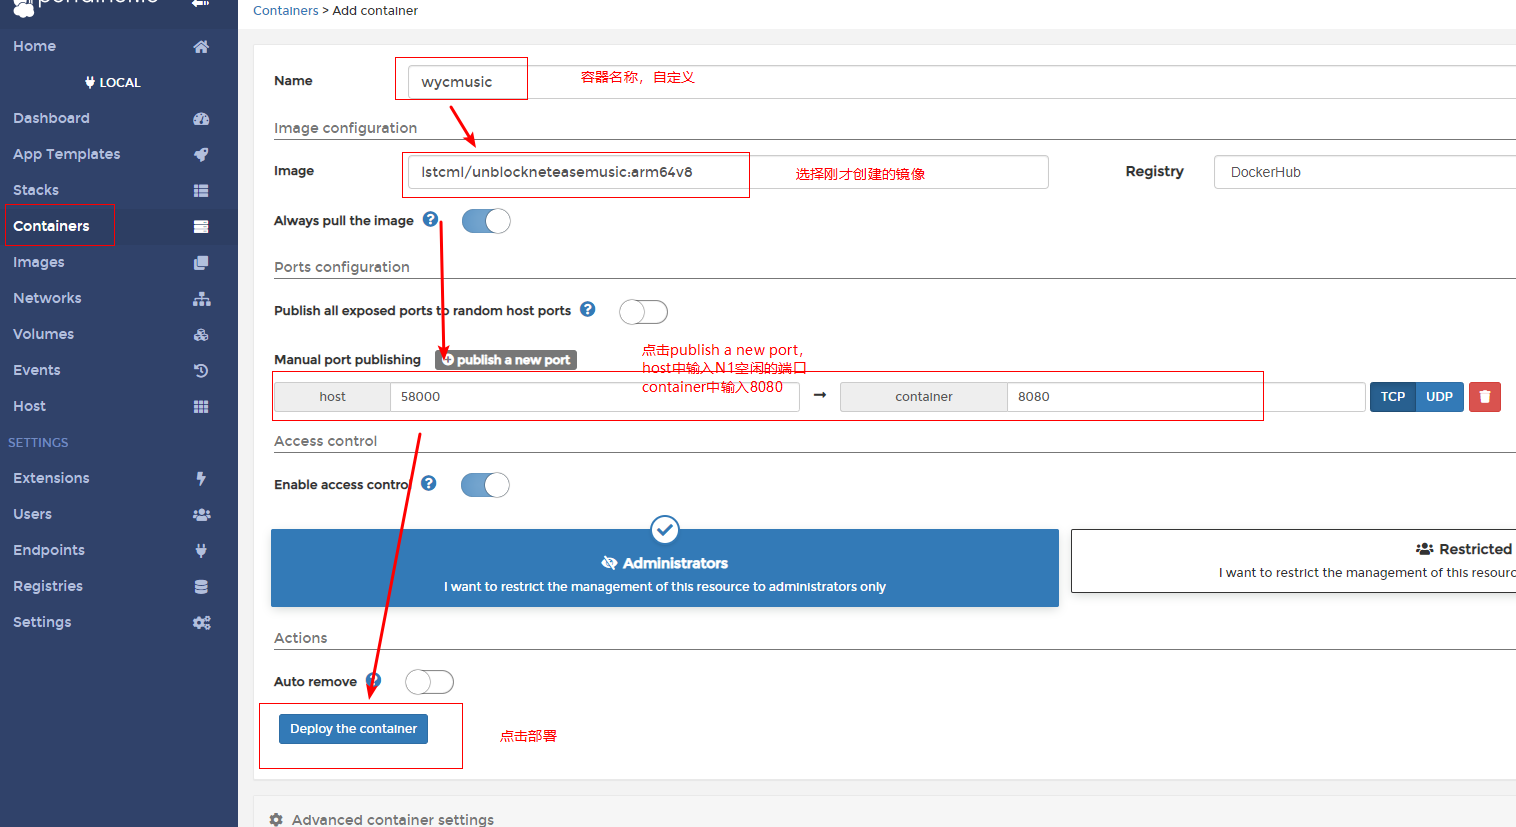 Containers > Add container
Home
LOCAL
Dashboard
App Templates
Stacks
Containers
Images
Networks
Volumes
Events
Host
SETTINGS
Extensions
Users
Endpoints
Registries
Settings
Name
wycmusic
容器名称，自定义
Image configuration
Image
lstcml/unblockneteasemusic:arm64v8
选择刚才创建的镜像
Registry
DockerHub
Always pull the image
Ports configuration
Publish all exposed ports to random host ports
Manual port publishing
publish a new port
点击publish a new port，
host中输入N1空闲的端口
container中输入8080
host
58000
container
8080
TCP
UDP
Access control
Enable access control
Administrators
I want to restrict the management of this resource to administrators only
Restricted
I want to restrict the management of this resourc
Actions
Auto remove
Deploy the container
点击部署
Advanced container settings